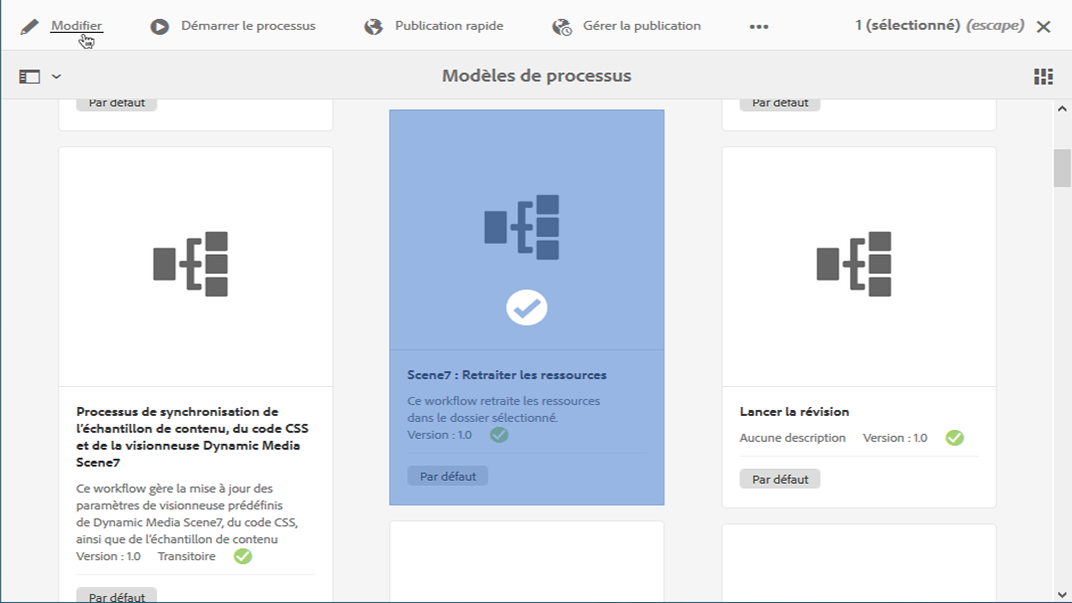 Modifier
Démarrer le processus
Publication rapide
Gérer la publication
1 (sélectionné) (escape)
Modèles de processus
Par défaut
Par défaut
Processus de synchronisation de
l'échantillon de contenu, du code CSS
et de la visionneuse Dynamic Media
Scene7
Ce workflow gère la mise à jour des
paramètres de visionneuse prédéfinis
de Dynamic Media Scene7, du code CSS,
ainsi que de l'échantillon de contenu
Version : 1.0 Transitoire
Par défaut
Scene7 : Retraiter les ressources
Ce workflow retraite les ressources
dans le dossier sélectionné.
Version : 1.0
Par défaut
Lancer la révision
Aucune description Version : 1.0
Par défaut